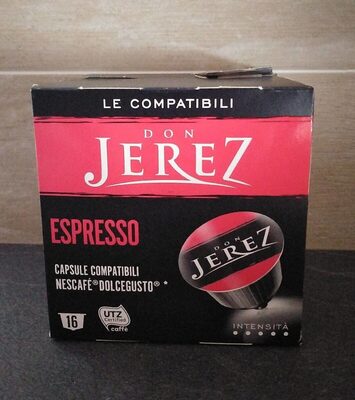 LE COMPATIBILI
DON
JEREZ
ESPRESSO
DON
JEREZ
CAPSULE COMPATIBILI
NESCAFÉ®DOLCEGUSTO® *
16
UTZ
Certified
caffè
INTENSITÀ